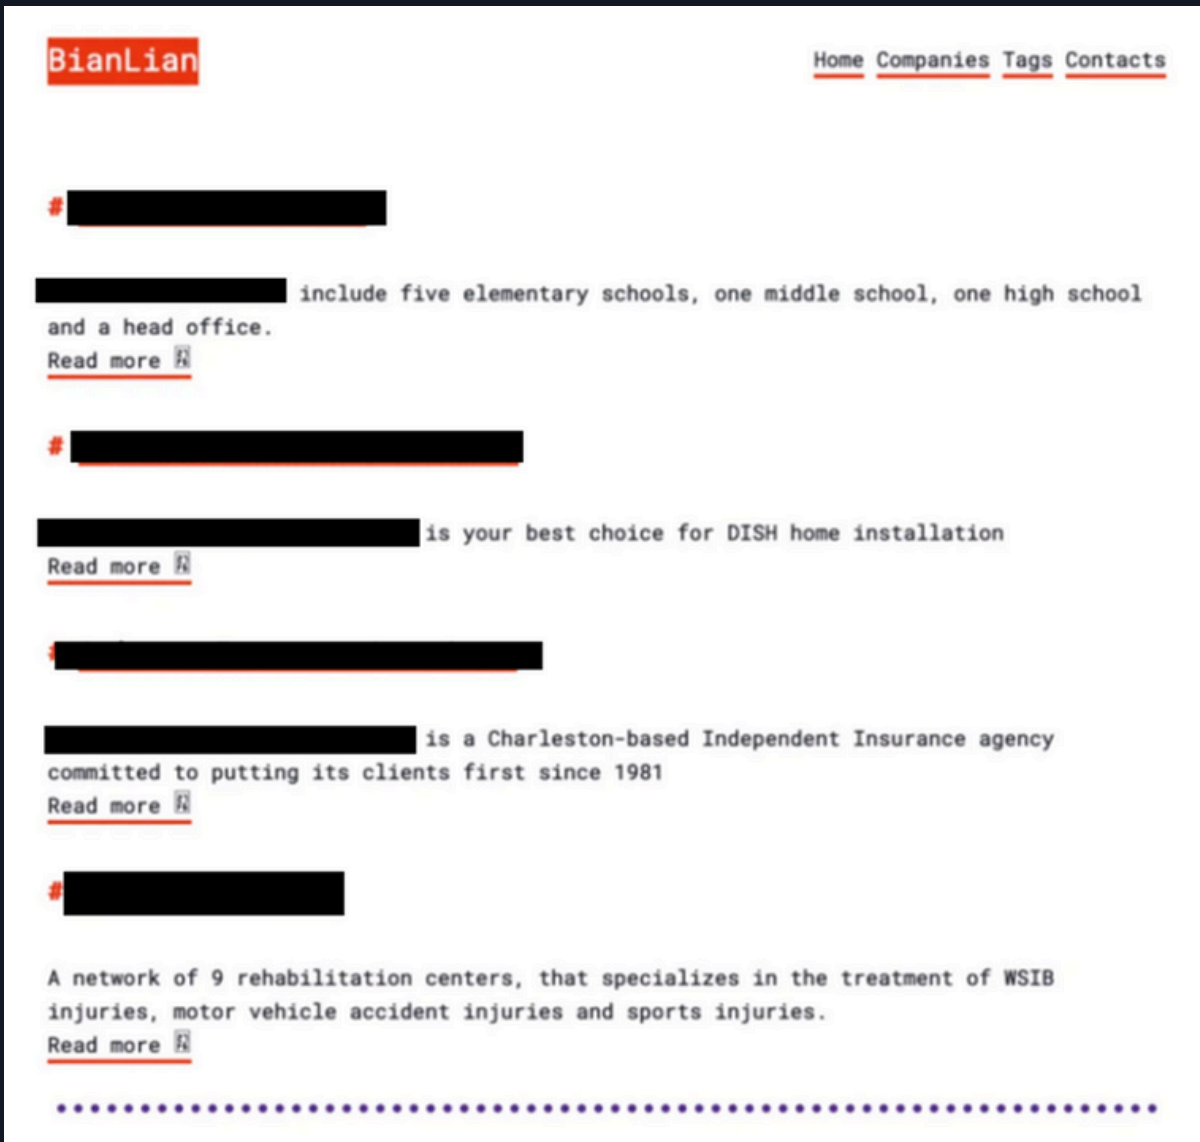 BianLian
Home Companies Tags Contacts
#
include five elementary schools, one middle school, one high school
and a head office.
Read more
#
is your best choice for DISH home installation
Read more
#
is a Charleston-based Independent Insurance agency
committed to putting its clients first since 1981
Read more
#
A network of 9 rehabilitation centers, that specializes in the treatment of WSIB
injuries, motor vehicle accident injuries and sports injuries.
Read more